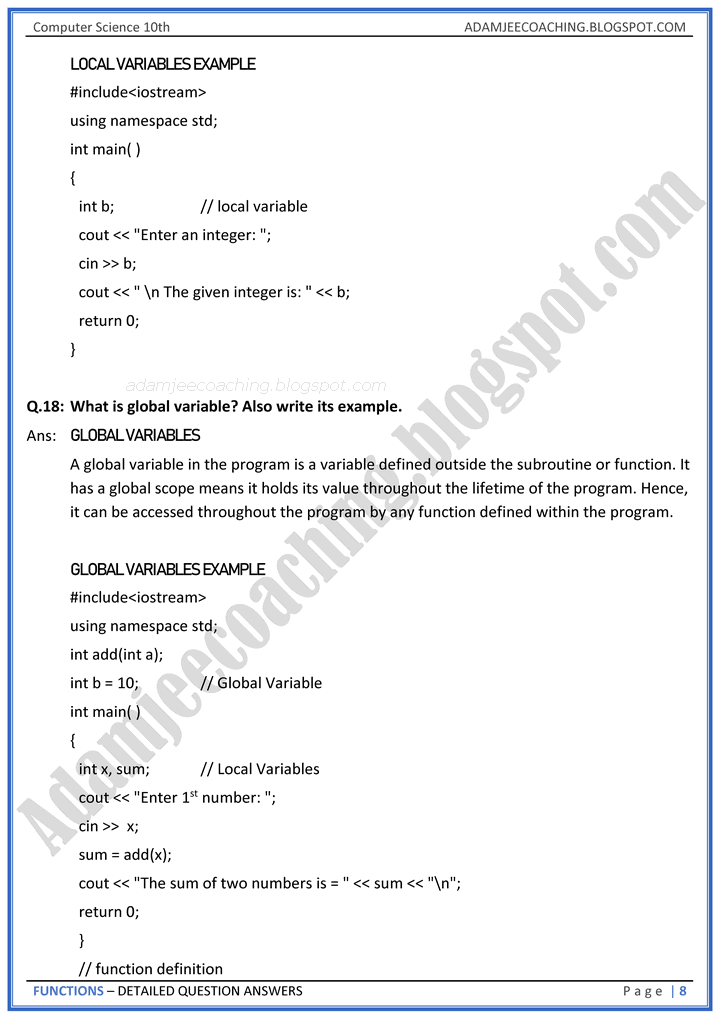 Computer Science 10th ADAMJEECOACHING.BLOGSPOT.COM
LOCAL VARIABLES EXAMPLE
#include<iostream>
using namespace std;
int main( )
{
int b; // local variable
cout << "Enter an integer: ";
cin >> b;
cout << " \n The given integer is: " << b;
return 0;
}
adamjeecoaching.blogspot.com
Q.18: What is global variable? Also write its example.
Ans: GLOBAL VARIABLES
A global variable in the program is a variable defined outside the subroutine or function. It
has a global scope means it holds its value throughout the lifetime of the program. Hence,
it can be accessed throughout the program by any function defined within the program.
GLOBAL VARIABLES EXAMPLE
#include<iostream>
using namespace std;
int add(int a);
int b = 10; // Global Variable
int main( )
{
int x, sum; // Local Variables
cout << "Enter 1st number: ";
cin >> x;
sum = add(x);
cout << "The sum of two numbers is = " << sum << "\n";
return 0;
}
// function definition
FUNCTIONS – DETAILED QUESTION ANSWERS Page | 8
Adamjeecoaching.blogspot.com